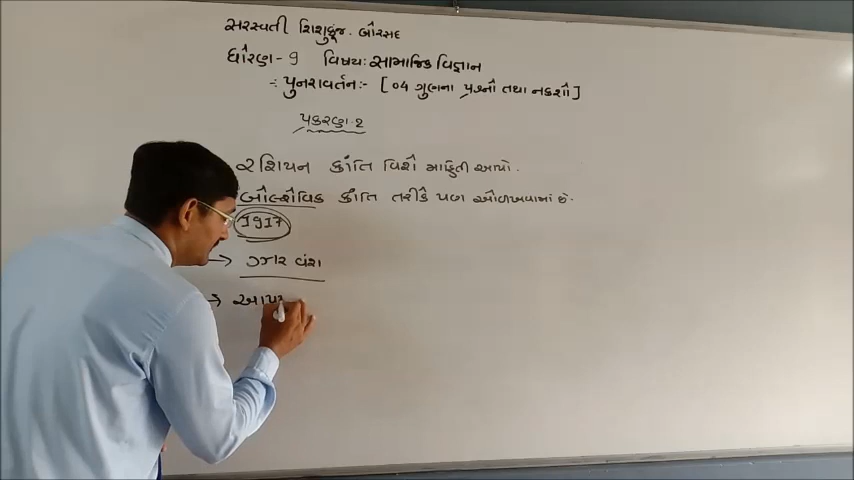 સરસ્વતી શિશુકૂંજ. બોરસદ
ધોરણ - 9 વિષયઃ સામાજિક વિજ્ઞાન
-: પુનરાવર્તન:- [04 ગુણના પ્રશ્નો તથા નકશો]
પ્રકરણ-2
રશિયન ક્રાંતિ વિશે માહિતી આપો.
બોલ્શેવિક ક્રાંતિ તરીકે પણ ઓળખવામાં છે.
1917
→ ઝાર વંશ
→